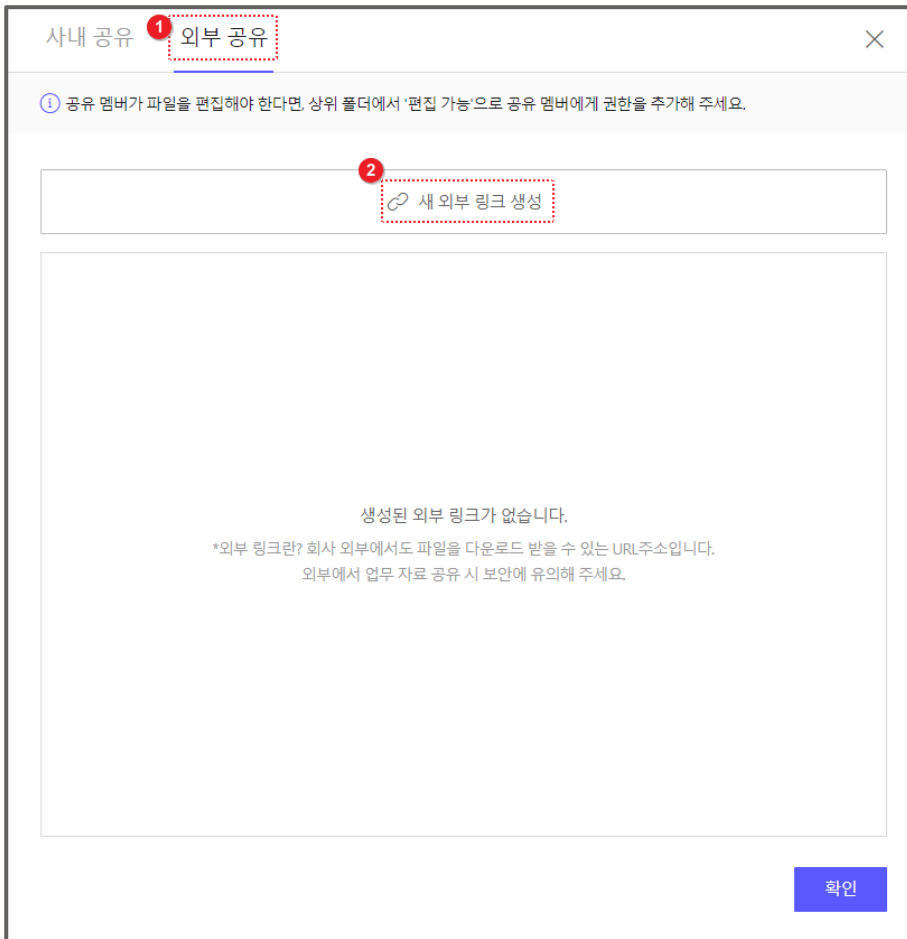 사내 공유 1 외부 공유
공유 멤버가 파일을 편집해야 한다면, 상위 폴더에서 '편집 가능'으로 공유 멤버에게 권한을 추가해 주세요.
2
새 외부 링크 생성
생성된 외부 링크가 없습니다.
*외부 링크란? 회사 외부에서도 파일을 다운로드 받을 수 있는 URL주소입니다.
외부에서 업무 자료 공유 시 보안에 유의해 주세요.
확인